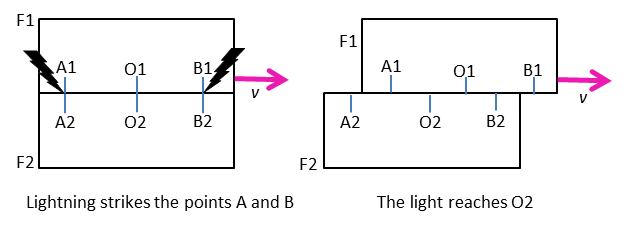 F1
A1 O1 B1
v
A2 O2 B2
F2
Lightning strikes the points A and B
F1
A1 O1 B1
v
A2 O2 B2
F2
The light reaches O2